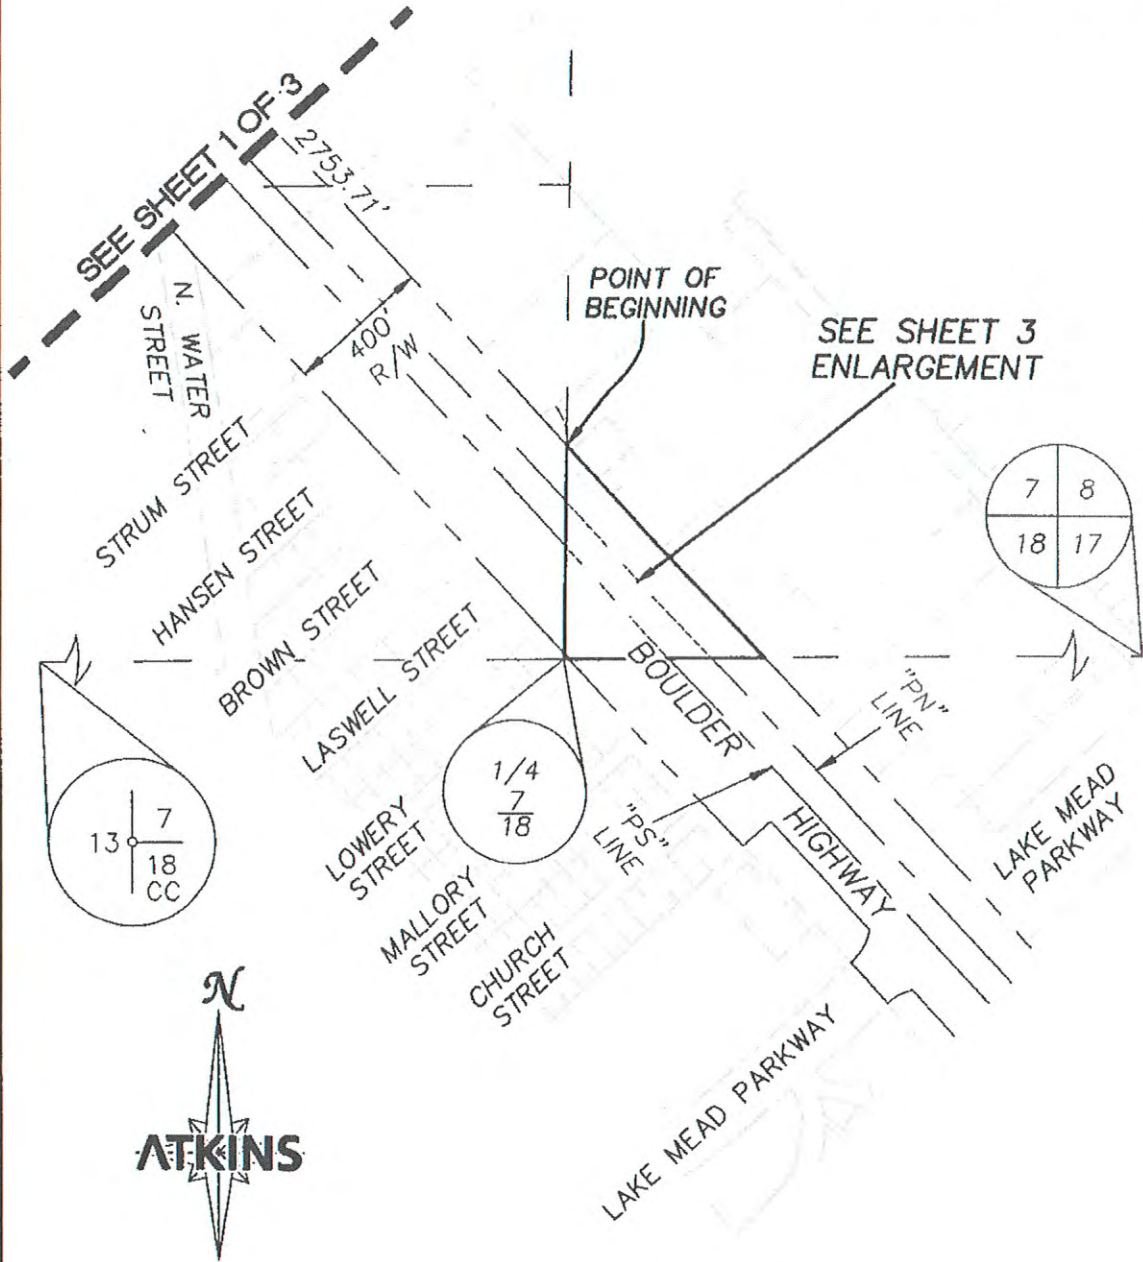 SEE SHEET 1 OF 3
2753.71'
N. WATER
STREET
400'
R/W
POINT OF
BEGINNING
SEE SHEET 3
ENLARGEMENT
STRUM STREET
HANSEN STREET
BROWN STREET
LASWELL STREET
7 8
18 17
BOULDER
HIGHWAY
"PN"
LINE
"PS"
LINE
1/4
7
18
13 7
18
CC
LOWERY
STREET
MALLORY
STREET
CHURCH
STREET
LAKE MEAD
PARKWAY
LAKE MEAD PARKWAY
N
ATKINS